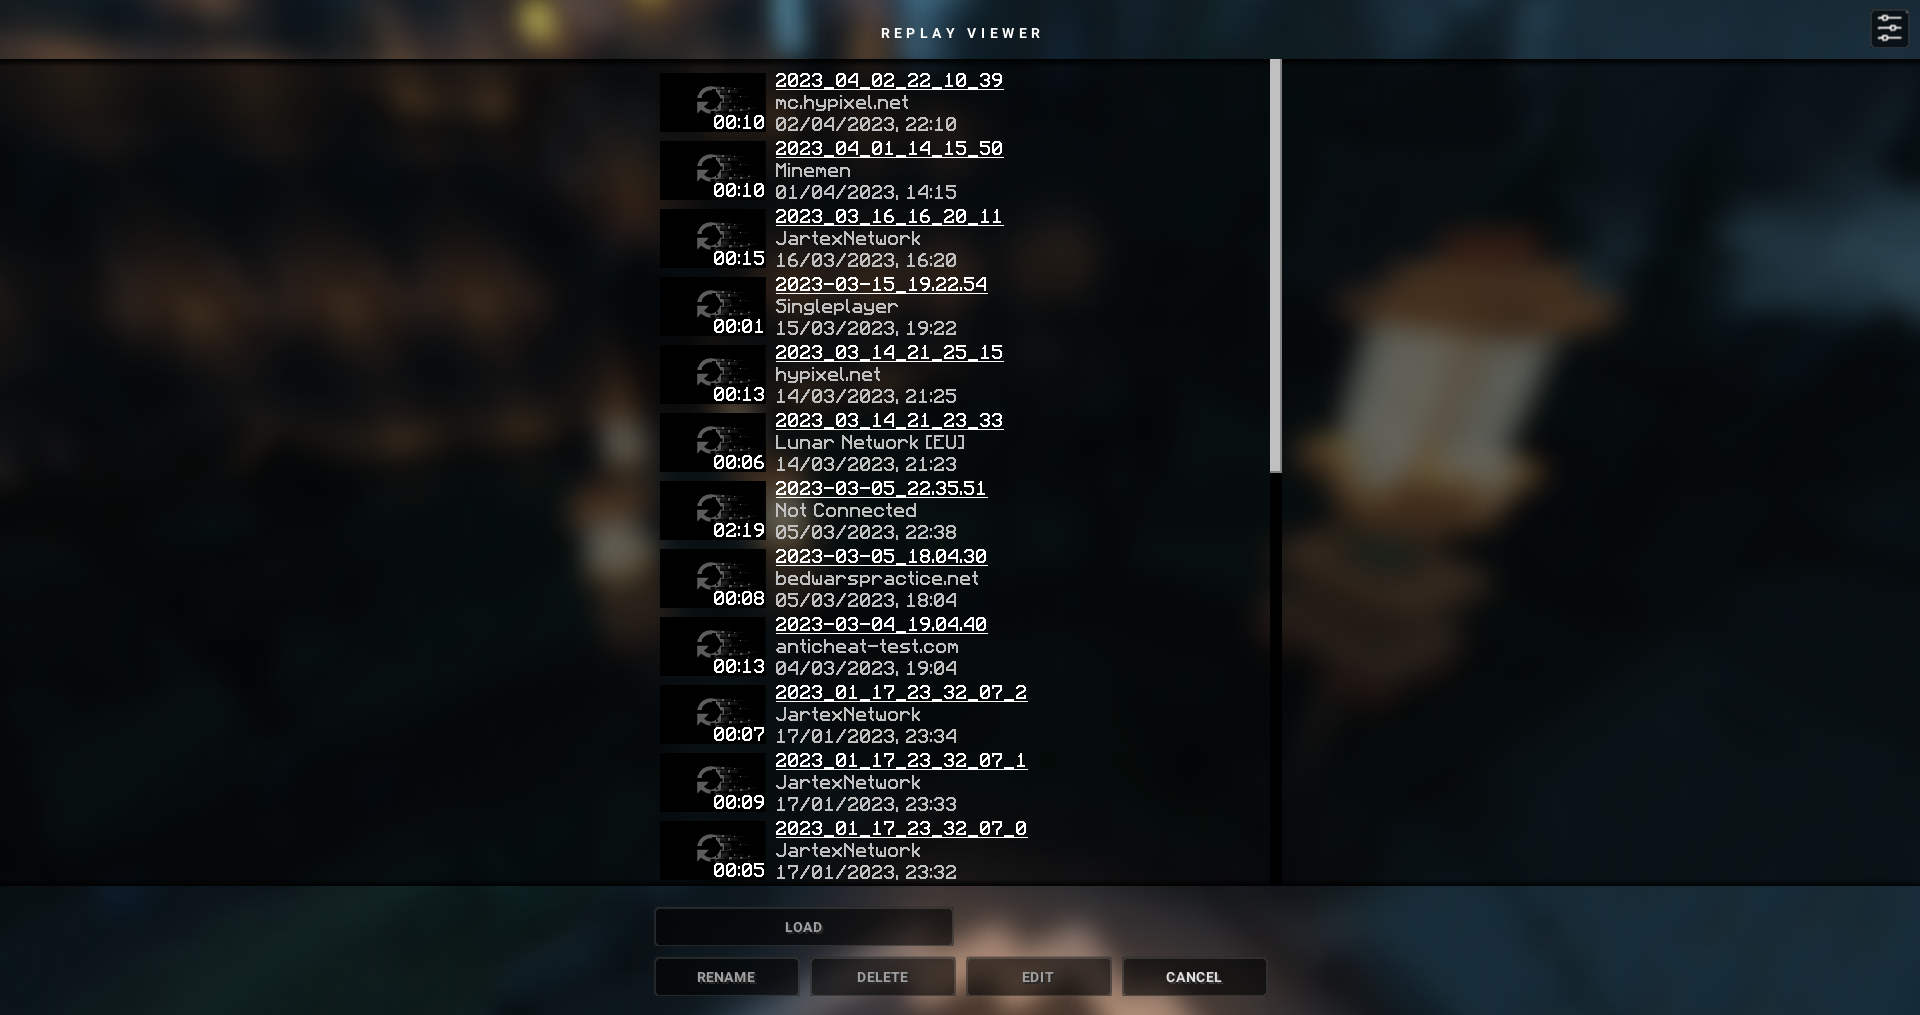 REPLAY VIEWER
2023_04_02_22_10_39
mc.hypixel.net
00:10
02/04/2023, 22:10
2023_04_01_14_15_50
Minemen
00:10
01/04/2023, 14:15
2023_03_16_16_20_11
JartexNetwork
00:15
16/03/2023, 16:20
2023-03-15_19.22.54
Singleplayer
00:01
15/03/2023, 19:22
2023_03_14_21_25_15
hypixel.net
00:13
14/03/2023, 21:25
2023_03_14_21_23_33
Lunar Network [EU]
00:06
14/03/2023, 21:23
2023-03-05_22.35.51
Not Connected
02:19
05/03/2023, 22:38
2023-03-05_18.04.30
bedwarspractice.net
00:08
05/03/2023, 18:04
2023-03-04_19.04.40
anticheat-test.com
00:13
04/03/2023, 19:04
2023_01_17_23_32_07_2
JartexNetwork
00:07
17/01/2023, 23:34
2023_01_17_23_32_07_1
JartexNetwork
00:09
17/01/2023, 23:33
2023_01_17_23_32_07_0
JartexNetwork
00:05
17/01/2023, 23:32
LOAD
RENAME
DELETE
EDIT
CANCEL